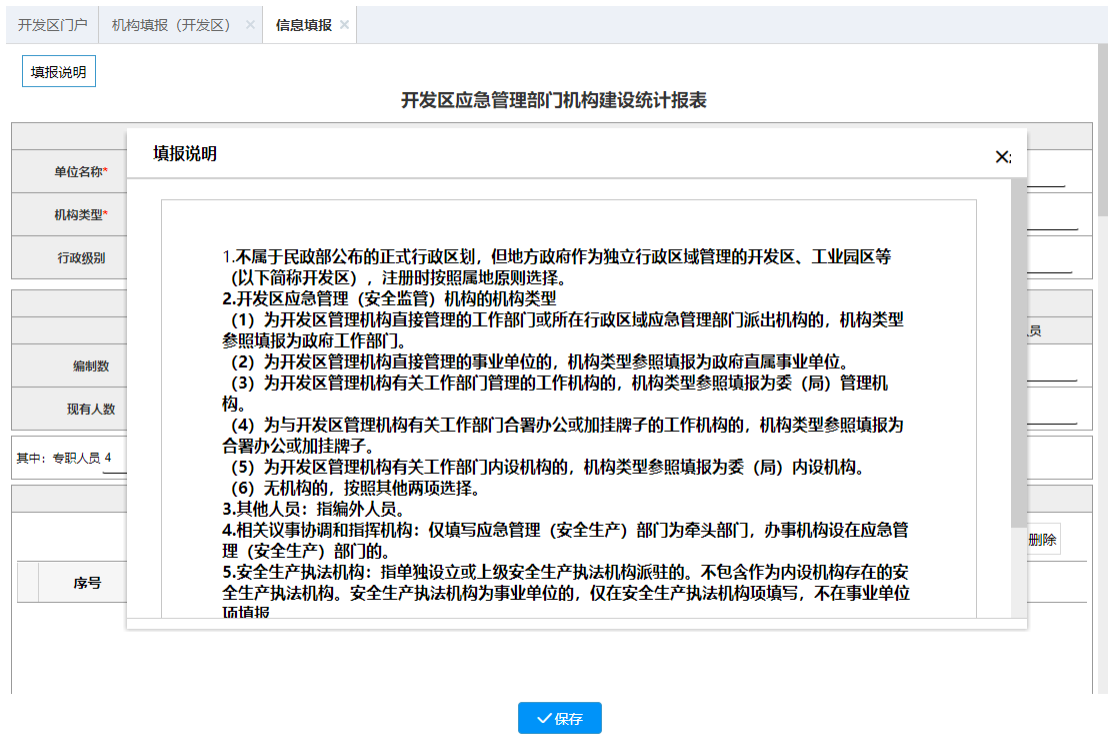 开发区门户 机构填报（开发区） × 信息填报 ×
填报说明
开发区应急管理部门机构建设统计报表
填报说明
单位名称*
机构类型*
行政级别
1.不属于民政部公布的正式行政区划，但地方政府作为独立行政区域管理的开发区、工业园区等
（以下简称开发区），注册时按照属地原则选择。
2.开发区应急管理（安全监管）机构的机构类型
（1）为开发区管理机构直接管理的工作部门或所在行政区域应急管理部门派出机构的，机构类型
参照填报为政府工作部门。
（2）为开发区管理机构直接管理的事业单位的，机构类型参照填报为政府直属事业单位。
（3）为开发区管理机构有关工作部门管理的工作机构的，机构类型参照填报为委（局）管理机
构。
（4）为与开发区管理机构有关工作部门合署办公或加挂牌子的工作机构的，机构类型参照填报为
合署办公或加挂牌子。
（5）为开发区管理机构有关工作部门内设机构的，机构类型参照填报为委（局）内设机构。
（6）无机构的，按照其他两项选择。
3.其他人员：指编外人员。
4.相关议事协调和指挥机构：仅填写应急管理（安全生产）部门为牵头部门，办事机构设在应急管
理（安全生产）部门的。
5.安全生产执法机构：指单独设立或上级安全生产执法机构派驻的。不包含作为内设机构存在的安
全生产执法机构。安全生产执法机构为事业单位的，仅在安全生产执法机构项填写，不在事业单位
项填报
员
编制数
现有人数
其中：专职人员 4
删除
序号
保存